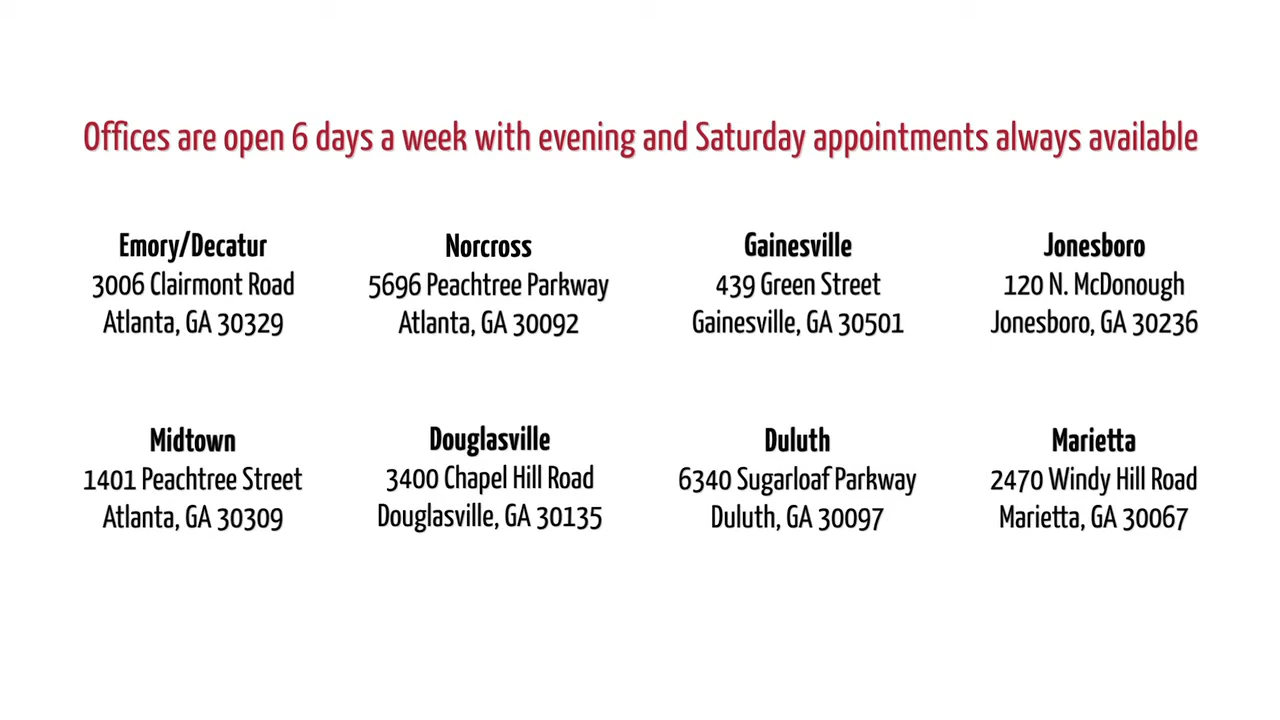 Offices are open 6 days a week with evening and Saturday appointments always available
Emory/Decatur
3006 Clairmont Road
Atlanta, GA 30329
Norcross
5696 Peachtree Parkway
Atlanta, GA 30092
Gainesville
439 Green Street
Gainesville, GA 30501
Jonesboro
120 N. McDonough
Jonesboro, GA 30236
Midtown
1401 Peachtree Street
Atlanta, GA 30309
Douglasville
3400 Chapel Hill Road
Douglasville, GA 30135
Duluth
6340 Sugarloaf Parkway
Duluth, GA 30097
Marietta
2470 Windy Hill Road
Marietta, GA 30067